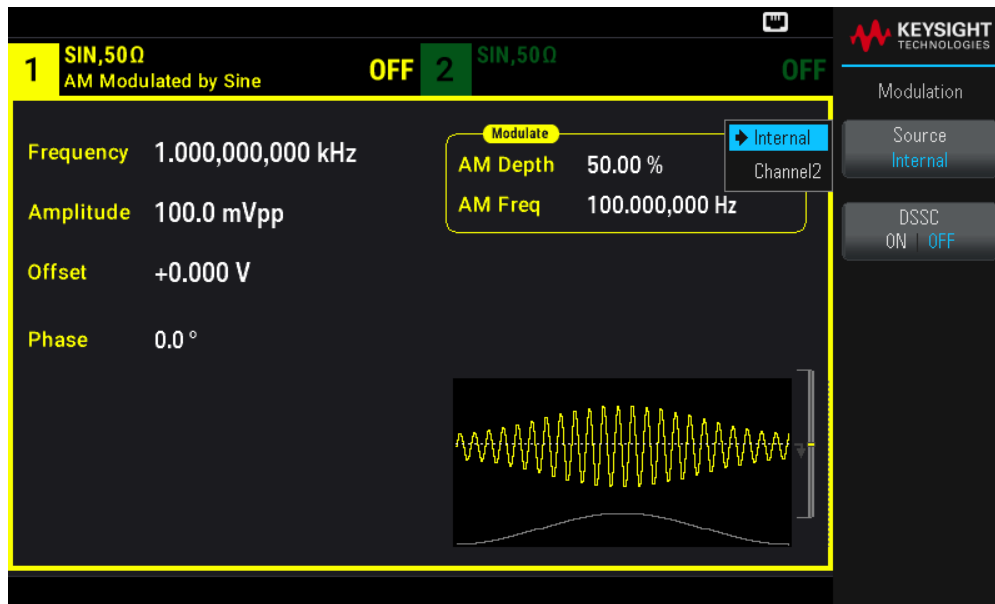 KEYSIGHT
TECHNOLOGIES
1
SIN,50Ω
AM Modulated by Sine
OFF
2
SIN,50Ω
OFF
Modulation
Frequency 1.000,000,000 kHz
Amplitude 100.0 mVpp
Offset +0.000 V
Phase 0.0 °
Modulate
AM Depth 50.00 %
AM Freq 100.000,000 Hz
Internal
Channel2
Source
Internal
DSSC
ON | OFF